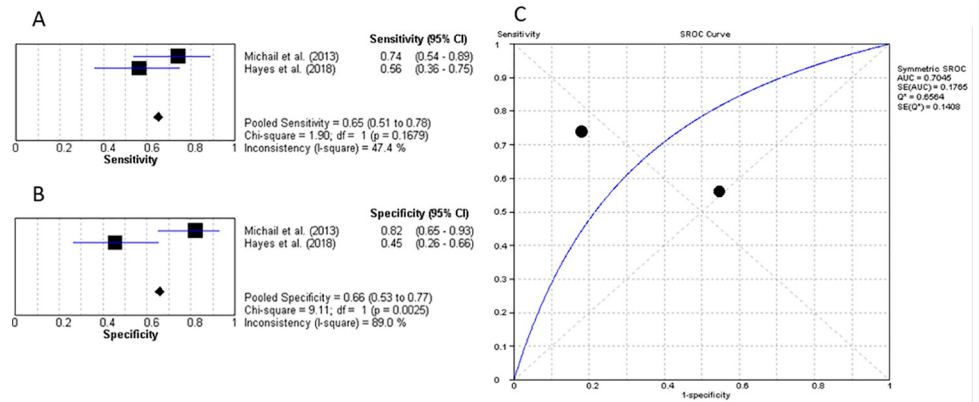 A
Sensitivity (95% CI)
Michail et al. (2013) 0.74 (0.54 - 0.89)
Hayes et al. (2018) 0.56 (0.36 - 0.75)
Pooled Sensitivity = 0.65 (0.51 to 0.78)
Chi-square = 1.90; df = 1 (p = 0.1679)
Inconsistency (I-square) = 47.4 %
0 0.2 0.4 0.6 0.8 1
Sensitivity
B
Specificity (95% CI)
Michail et al. (2013) 0.82 (0.65 - 0.93)
Hayes et al. (2018) 0.45 (0.26 - 0.66)
Pooled Specificity = 0.66 (0.53 to 0.77)
Chi-square = 9.11; df = 1 (p = 0.0025)
Inconsistency (I-square) = 89.0 %
0 0.2 0.4 0.6 0.8 1
Specificity
C
Sensitivity SROC Curve
1
0.9
0.8
0.7
0.6
0.5
0.4
0.3
0.2
0.1
0
0 0.2 0.4 0.6 0.8 1
1-specificity
Symmetric SROC
AUC = 0.7045
SE(AUC) = 0.1765
Q* = 0.6564
SE(Q*) = 0.1408